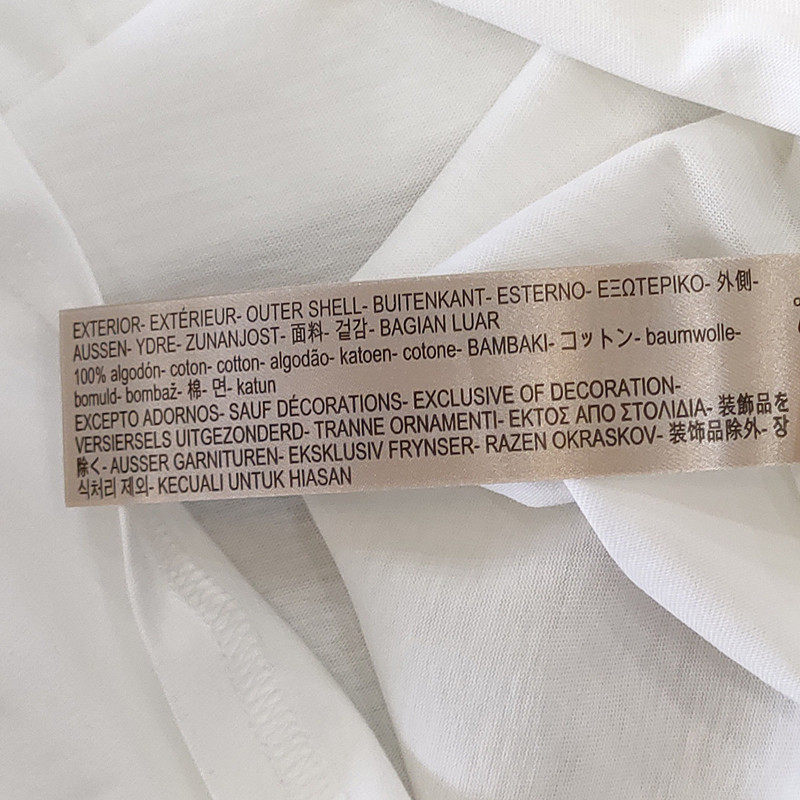 EXTERIOR- EXTÉRIEUR- OUTER SHELL- BUITENKANT- ESTERNO- ΕΞΩΤΕΡΙΚΟ- 外側-
AUSSEN- YDRE- ZUNANJOST- 面料- 겉감- BAGIAN LUAR
100% algodón- coton- cotton- algodão- katoen- cotone- ΒΑΜΒΑΚΙ- コットン- baumwolle-
bomuld- bombaž- 棉- 면- katun
EXCEPTO ADORNOS- SAUF DÉCORATIONS- EXCLUSIVE OF DECORATION-
VERSIERSELS UITGEZONDERD- TRANNE ORNAMENTI- ΕΚΤΟΣ ΑΠΟ ΣΤΟΛΙΔΙΑ- 装飾品を
除く- AUSSER GARNITUREN- EKSKLUSIV FRYNSER- RAZEN OKRASKOV- 装饰品除外- 장
식처리 제외- KECUALI UNTUK HIASAN